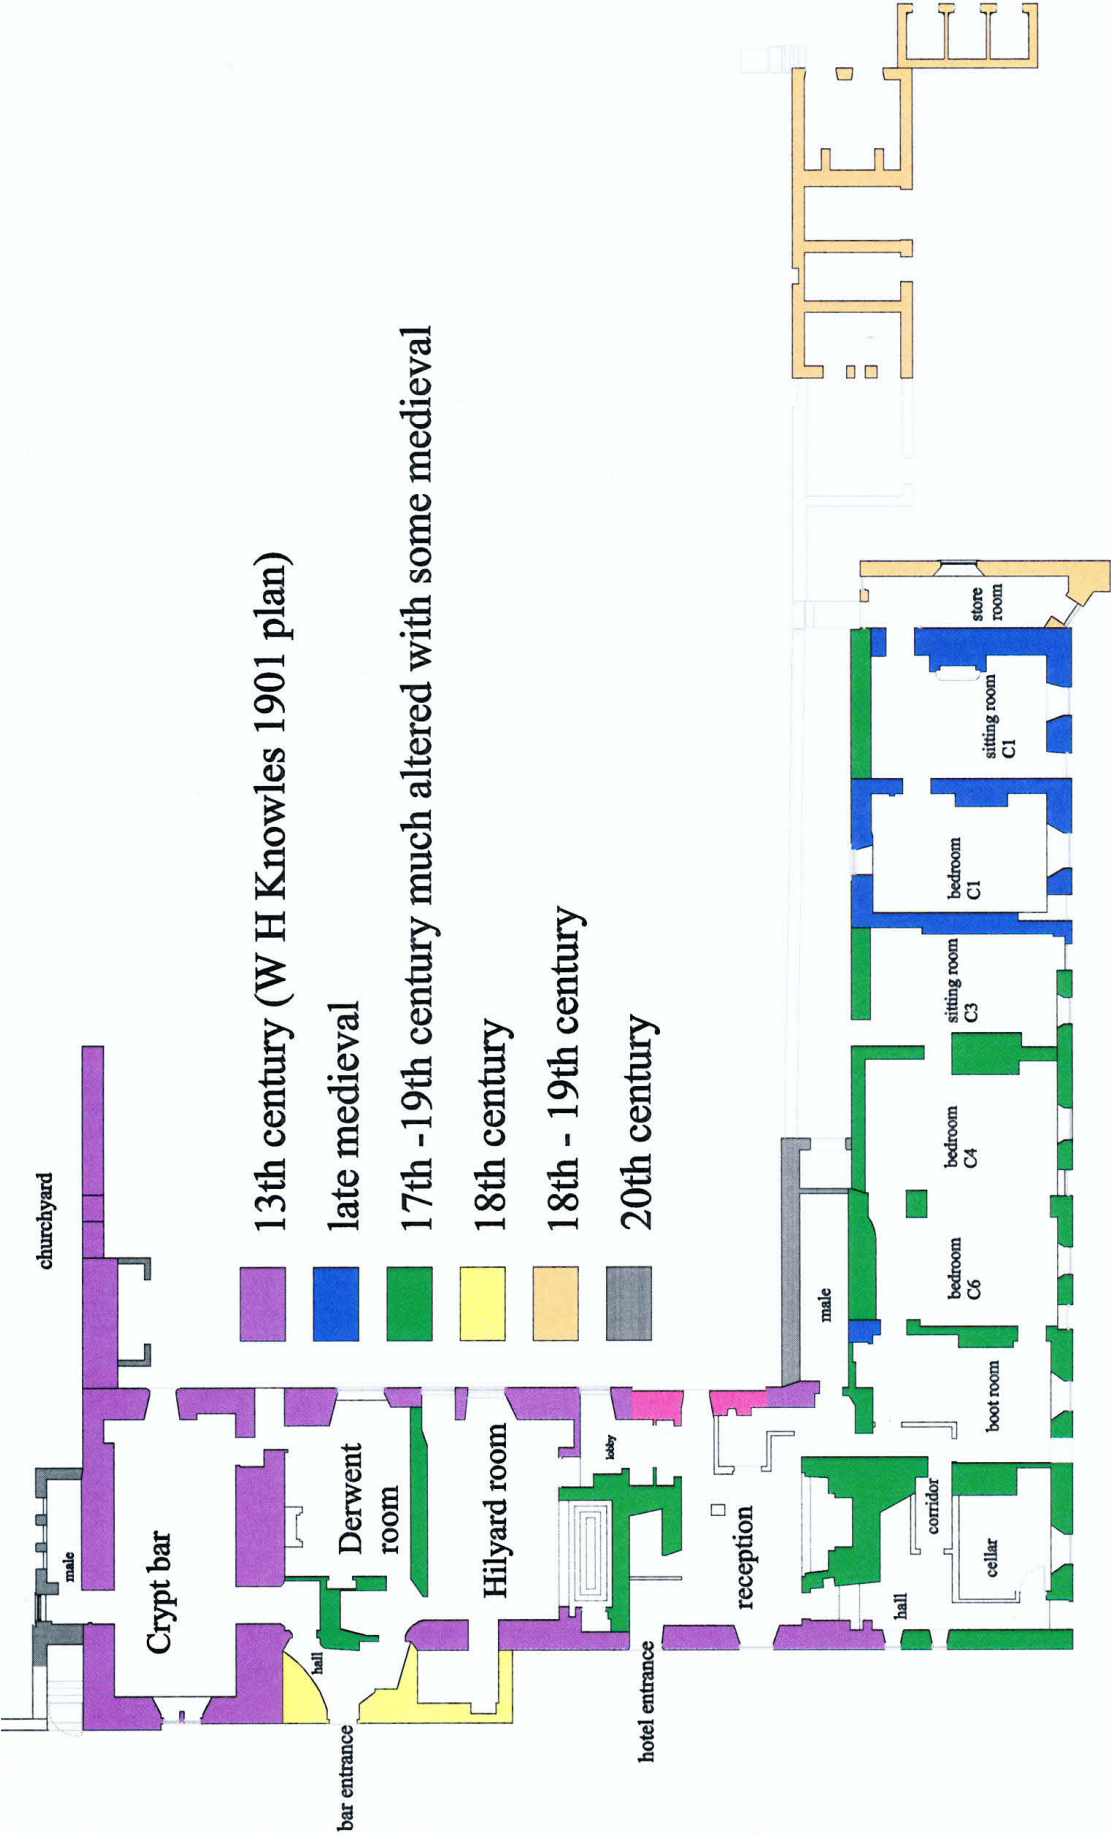 churchyard
male
Crypt bar
Derwent
room
hall
bar entrance
Hilyard room
lobby
hotel entrance
reception
male
hall
corridor
cellar
boot room
bedroom
C6
bedroom
C4
sitting room
C3
bedroom
C1
sitting room
C1
store
room
13th century (W H Knowles 1901 plan)
late medieval
17th -19th century much altered with some medieval
18th century
18th - 19th century
20th century